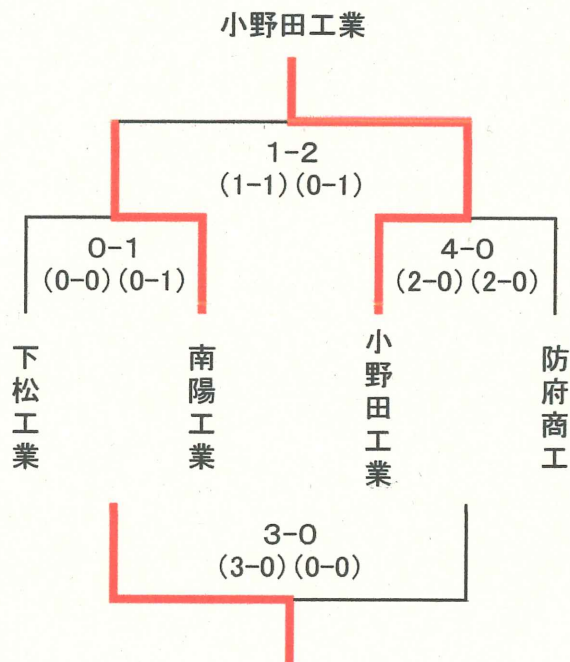 小野田工業
1-2
(1-1)(0-1)
0-1
(0-0)(0-1)
4-0
(2-0)(2-0)
下松工業
南陽工業
小野田工業
防府商工
3-0
(3-0)(0-0)